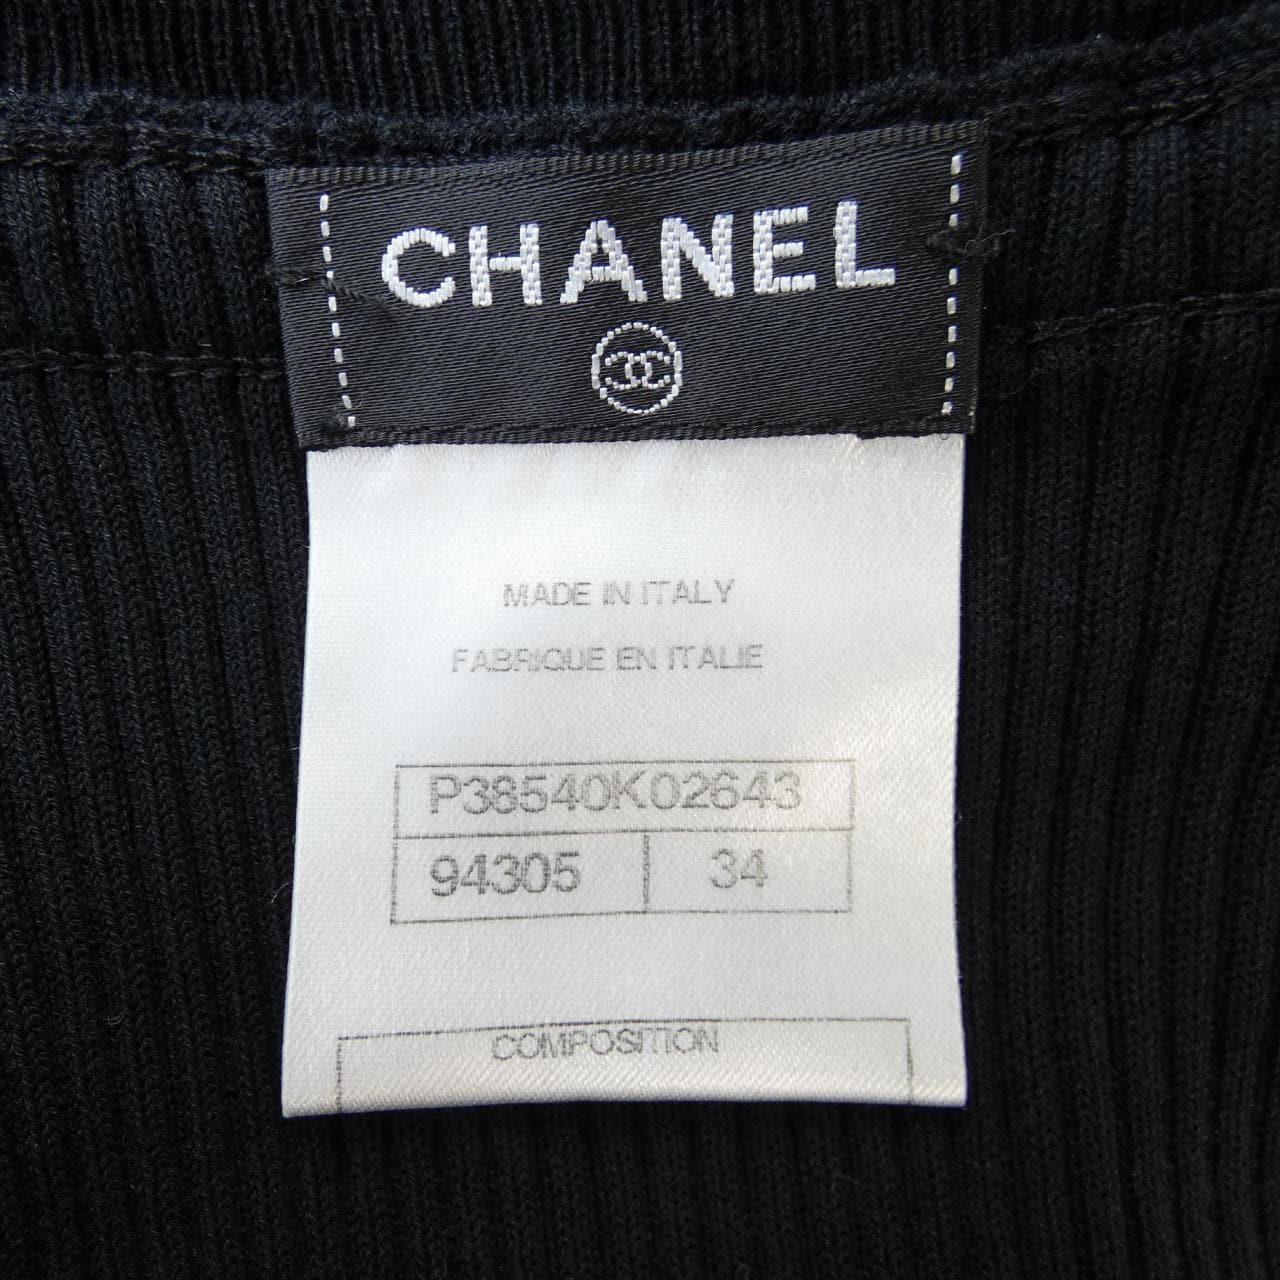 CHANEL
MADE IN ITALY
FABRIQUE EN ITALIE
P38540K02643
94305 34
COMPOSITION